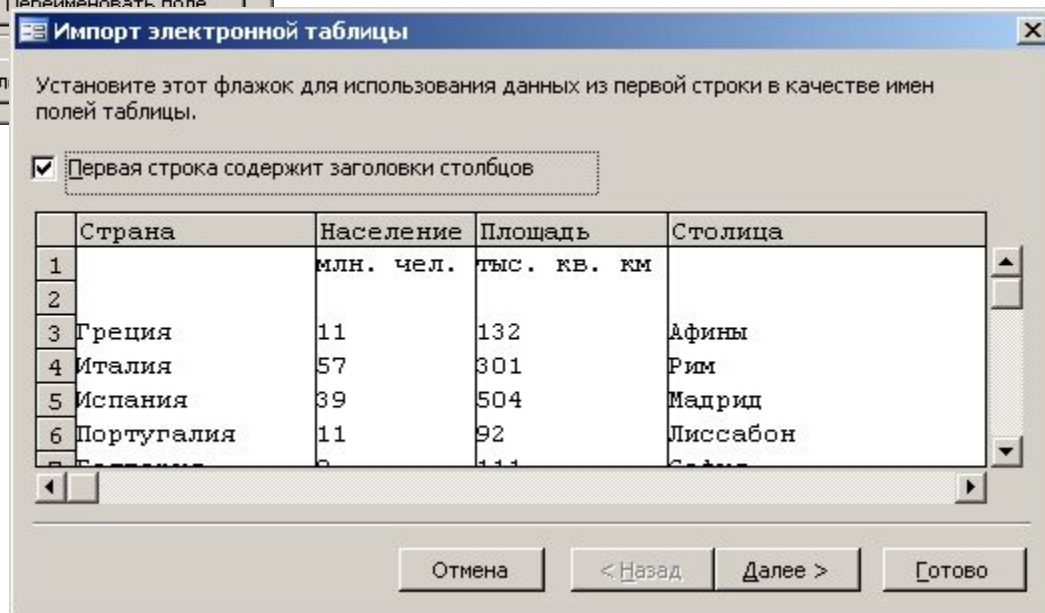 Переименовать поле
Импорт электронной таблицы
Установите этот флажок для использования данных из первой строки в качестве имен
полей таблицы.
Первая строка содержит заголовки столбцов
Страна Население Площадь Столица
1 млн. чел. тыс. кв. км
2
3 Греция 11 132 Афины
4 Италия 57 301 Рим
5 Испания 39 504 Мадрид
6 Португалия 11 92 Лиссабон
Отмена < Назад Далее > Готово